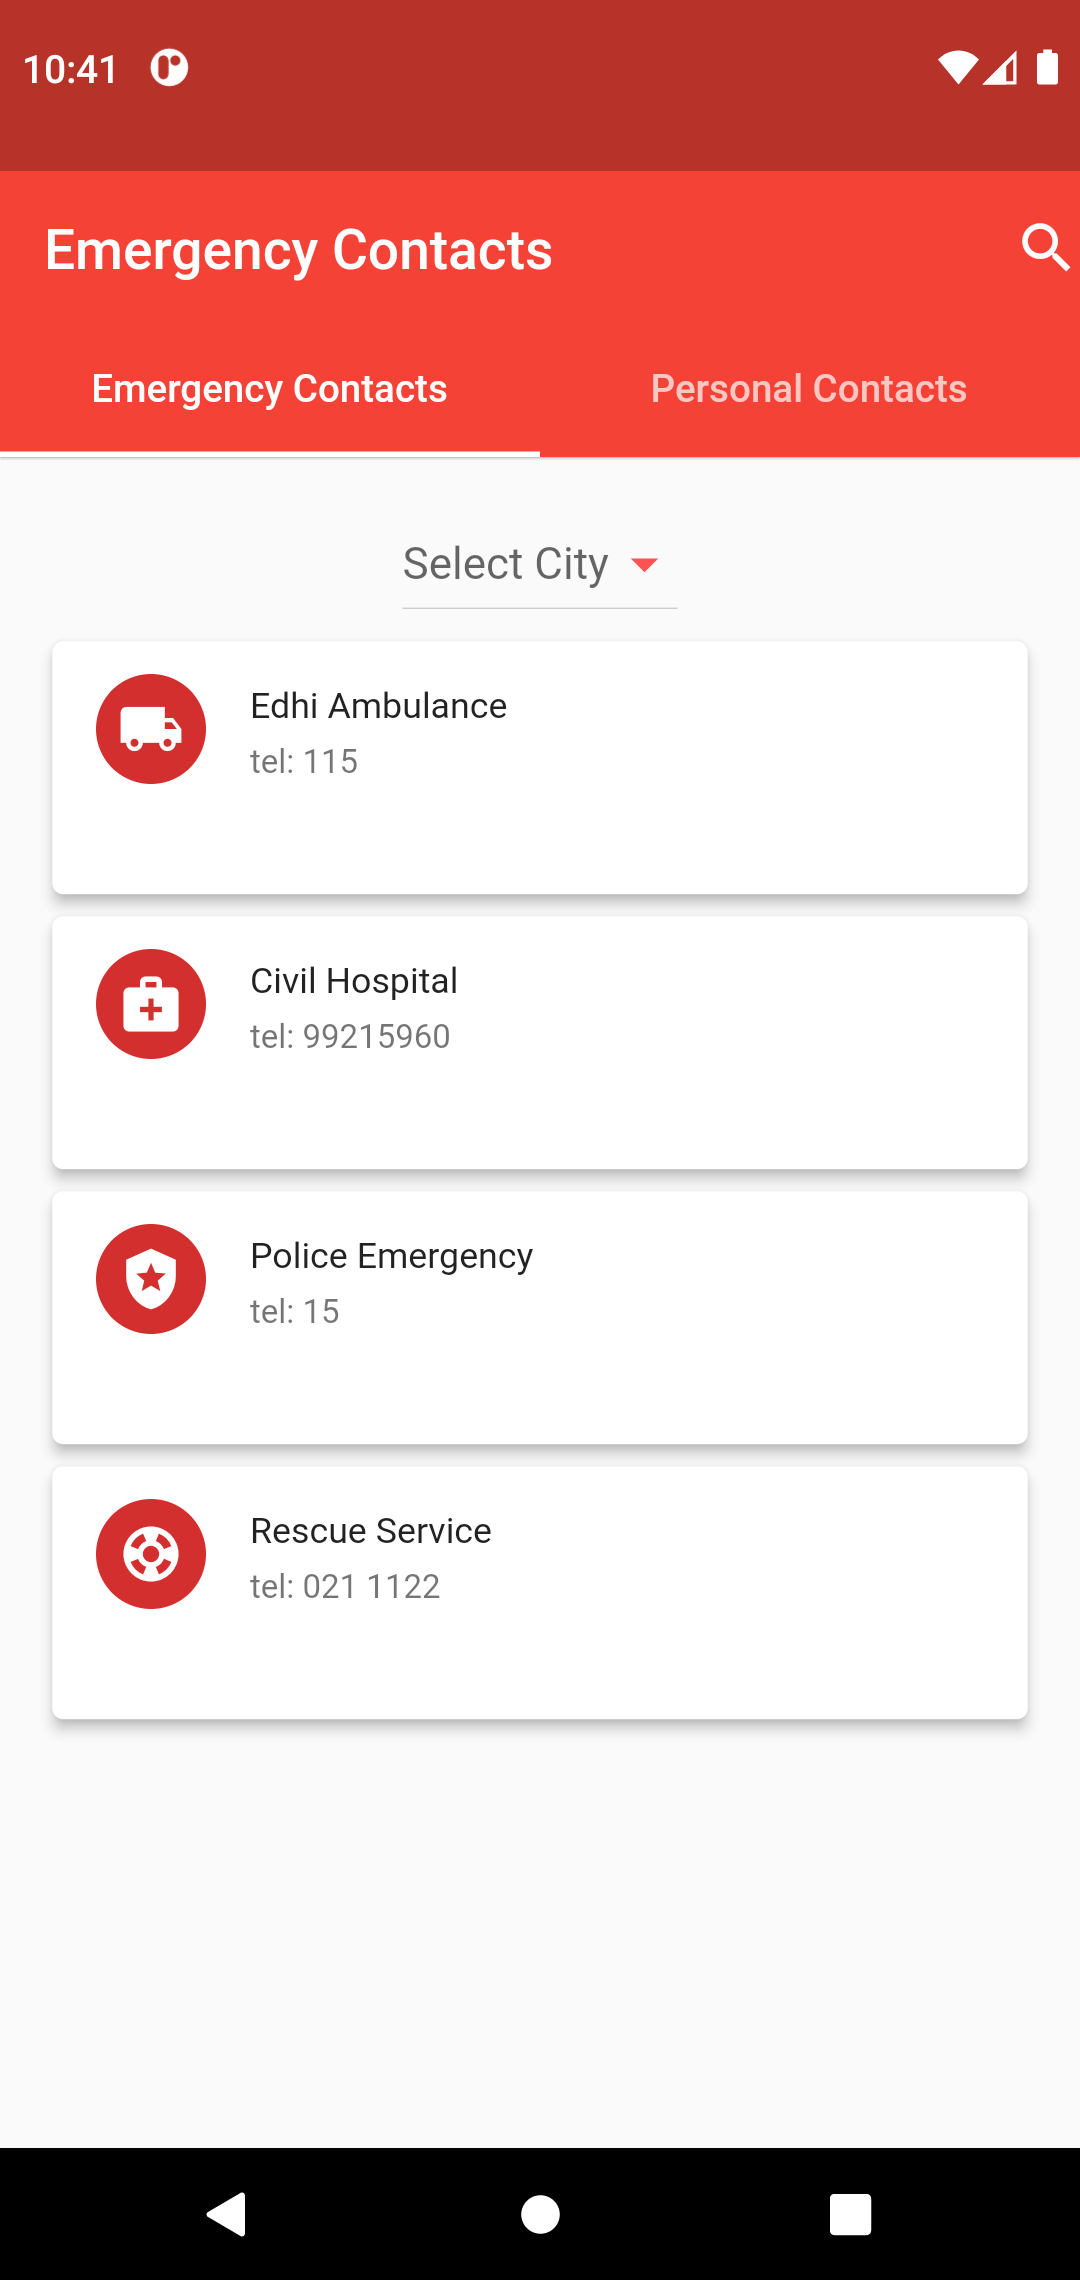 10:41
Emergency Contacts
Emergency Contacts
Personal Contacts
Select City
Edhi Ambulance
tel: 115
Civil Hospital
tel: 99215960
Police Emergency
tel: 15
Rescue Service
tel: 021 1122